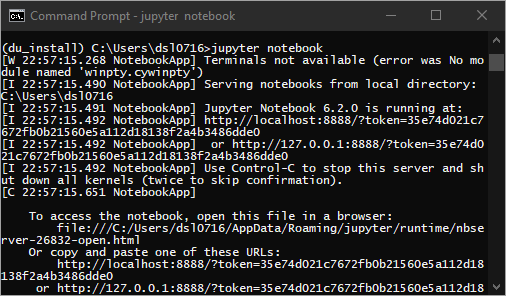 Command Prompt - jupyter notebook
(du_install) C:\Users\dsl0716>jupyter notebook
[W 22:57:15.268 NotebookApp] Terminals not available (error was No mo
dule named 'winpty.cywinpty')
[I 22:57:15.490 NotebookApp] Serving notebooks from local directory:
C:\Users\dsl0716
[I 22:57:15.491 NotebookApp] Jupyter Notebook 6.2.0 is running at:
[I 22:57:15.492 NotebookApp] http://localhost:8888/?token=35e74d021c7
672fb0b21560e5a112d18138f2a4b3486dde0
[I 22:57:15.492 NotebookApp]  or http://127.0.0.1:8888/?token=35e74d0
21c7672fb0b21560e5a112d18138f2a4b3486dde0
[I 22:57:15.492 NotebookApp] Use Control-C to stop this server and sh
ut down all kernels (twice to skip confirmation).
[C 22:57:15.651 NotebookApp]
To access the notebook, open this file in a browser:
file:///C:/Users/dsl0716/AppData/Roaming/jupyter/runtime/nbse
rver-26832-open.html
Or copy and paste one of these URLs:
http://localhost:8888/?token=35e74d021c7672fb0b21560e5a112d18
138f2a4b3486dde0
or http://127.0.0.1:8888/?token=35e74d021c7672fb0b21560e5a112d18